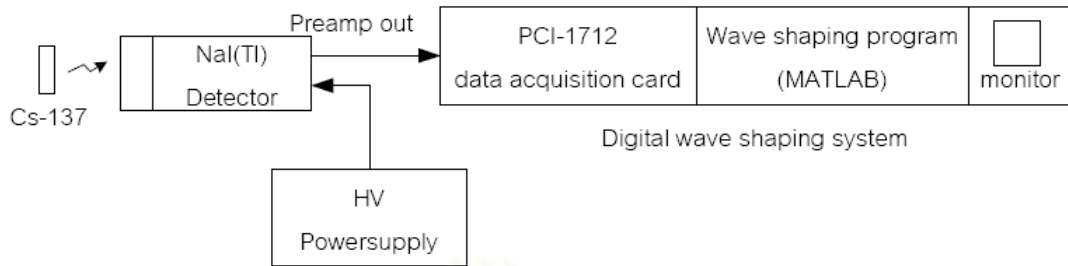 Preamp out
Cs-137
NaI(Tl)
Detector
PCI-1712
data acquisition card
Wave shaping program
(MATLAB)
monitor
Digital wave shaping system
HV
Powersupply